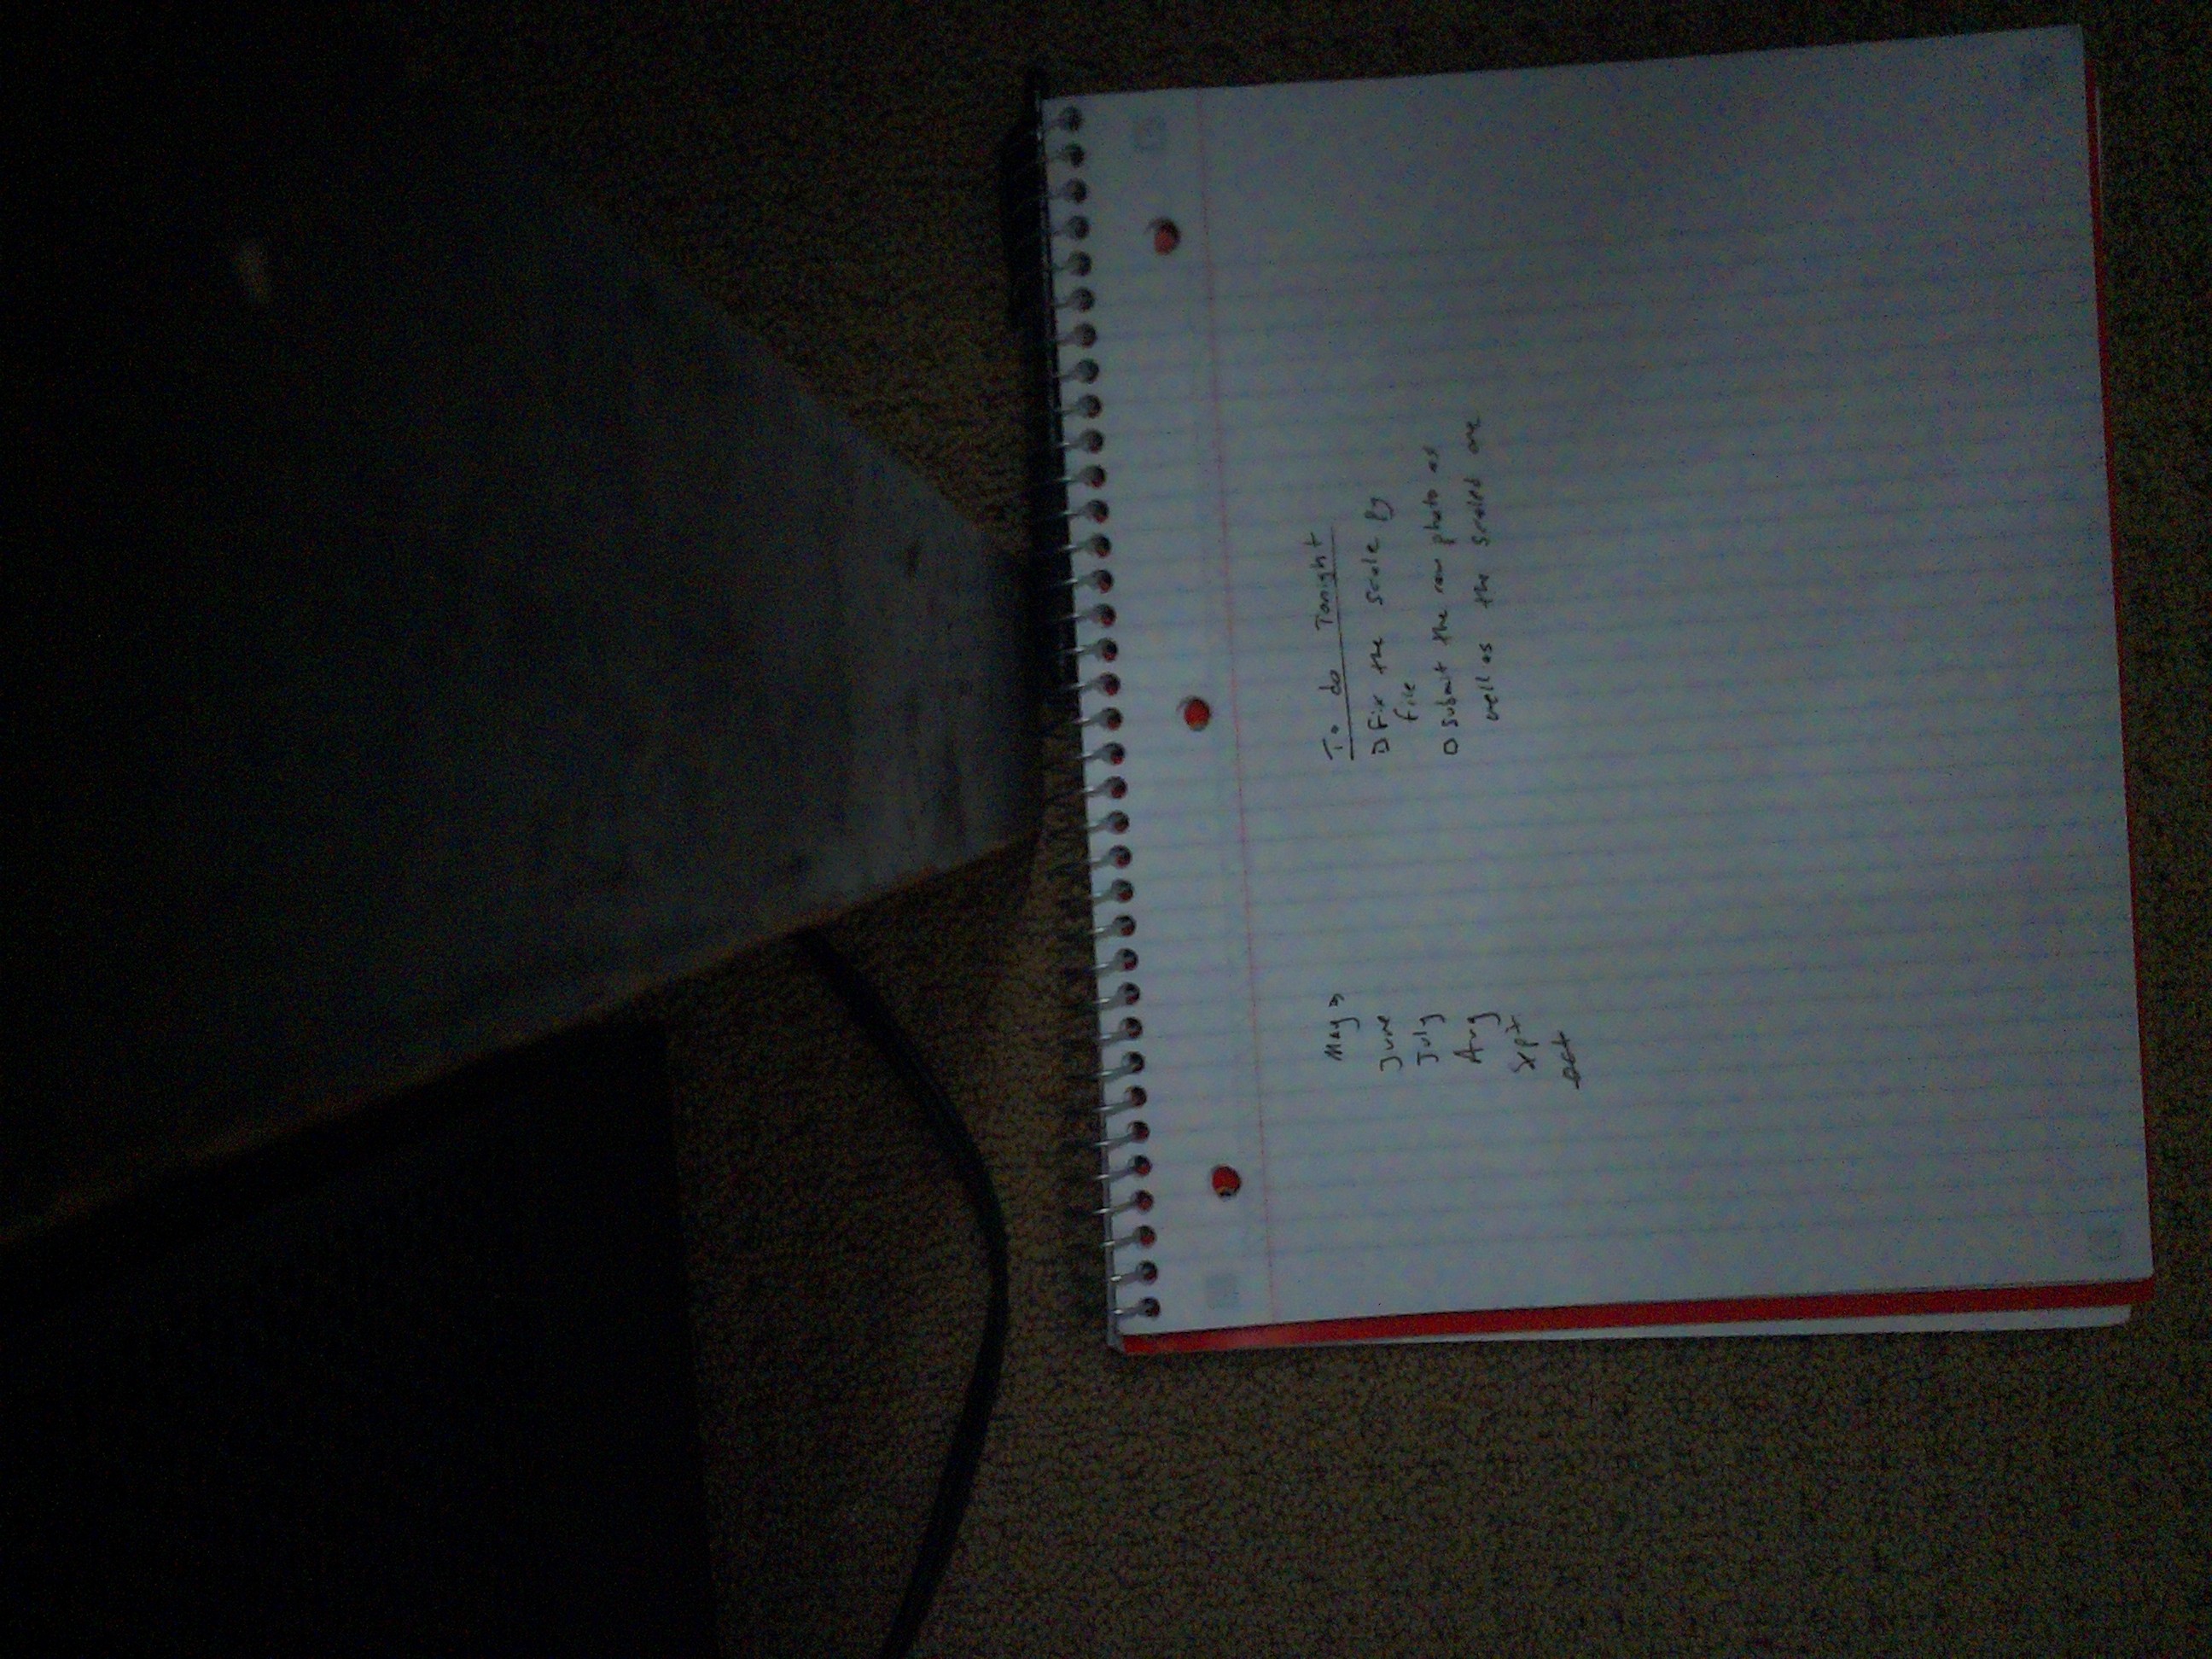 May
June
July
Aug
Sept
Oct
To do Tonight
Fix the scale
file
Submit the raw photo as
well as the scaled one